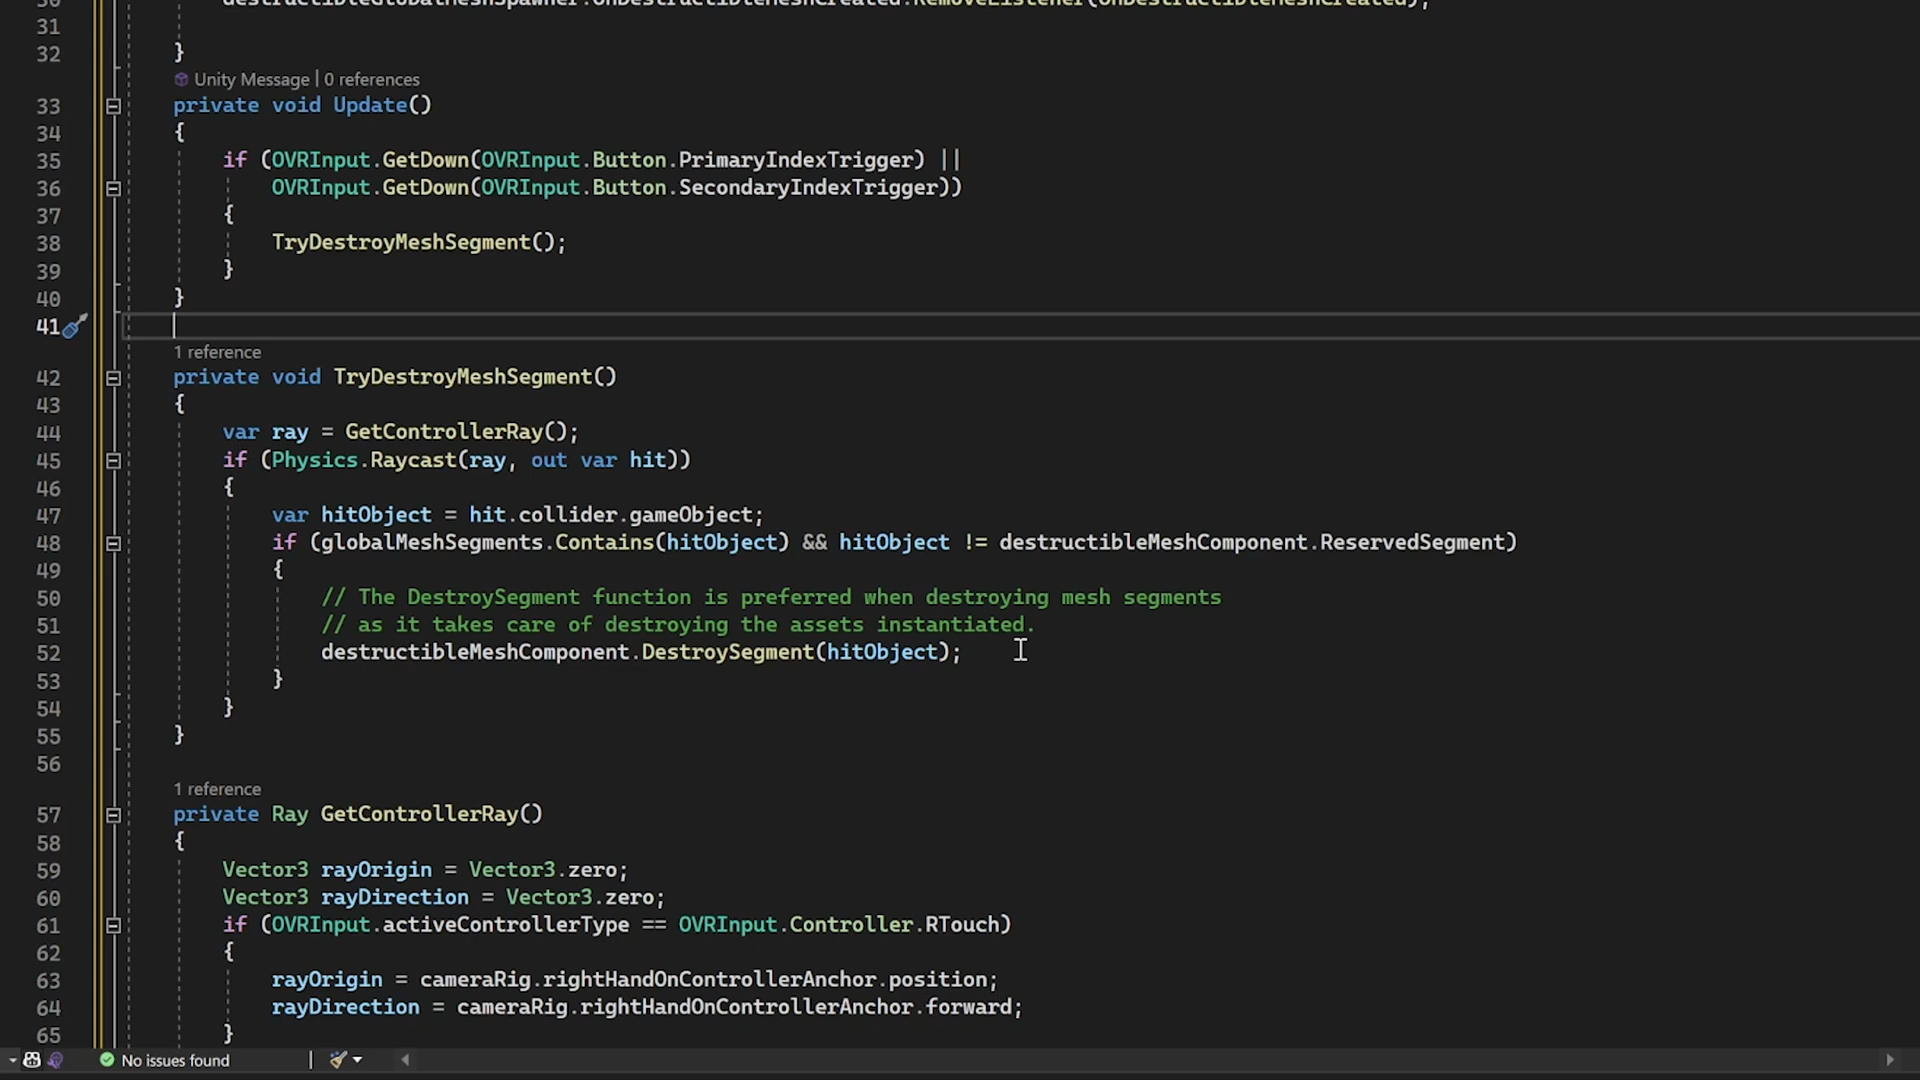 30 destructibleGlobalMeshSpawner.OnDestructibleMeshCreated.RemoveListener(OnDestructibleMeshCreated);
31
32 }
Unity Message | 0 references
33 private void Update()
34 {
35 if (OVRInput.GetDown(OVRInput.Button.PrimaryIndexTrigger) ||
36 OVRInput.GetDown(OVRInput.Button.SecondaryIndexTrigger))
37 {
38 TryDestroyMeshSegment();
39 }
40 }
41
1 reference
42 private void TryDestroyMeshSegment()
43 {
44 var ray = GetControllerRay();
45 if (Physics.Raycast(ray, out var hit))
46 {
47 var hitObject = hit.collider.gameObject;
48 if (globalMeshSegments.Contains(hitObject) && hitObject != destructibleMeshComponent.ReservedSegment)
49 {
50 // The DestroySegment function is preferred when destroying mesh segments
51 // as it takes care of destroying the assets instantiated.
52 destructibleMeshComponent.DestroySegment(hitObject);
53 }
54 }
55 }
56
1 reference
57 private Ray GetControllerRay()
58 {
59 Vector3 rayOrigin = Vector3.zero;
60 Vector3 rayDirection = Vector3.zero;
61 if (OVRInput.activeControllerType == OVRInput.Controller.RTouch)
62 {
63 rayOrigin = cameraRig.rightHandOnControllerAnchor.position;
64 rayDirection = cameraRig.rightHandOnControllerAnchor.forward;
65 }
No issues found